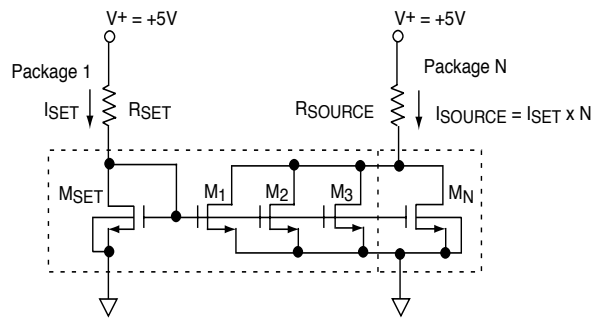 V+ = +5V
V+ = +5V
Package 1
Package N
ISET
RSET
RSOURCE
ISOURCE = ISET x N
MSET
M1
M2
M3
MN